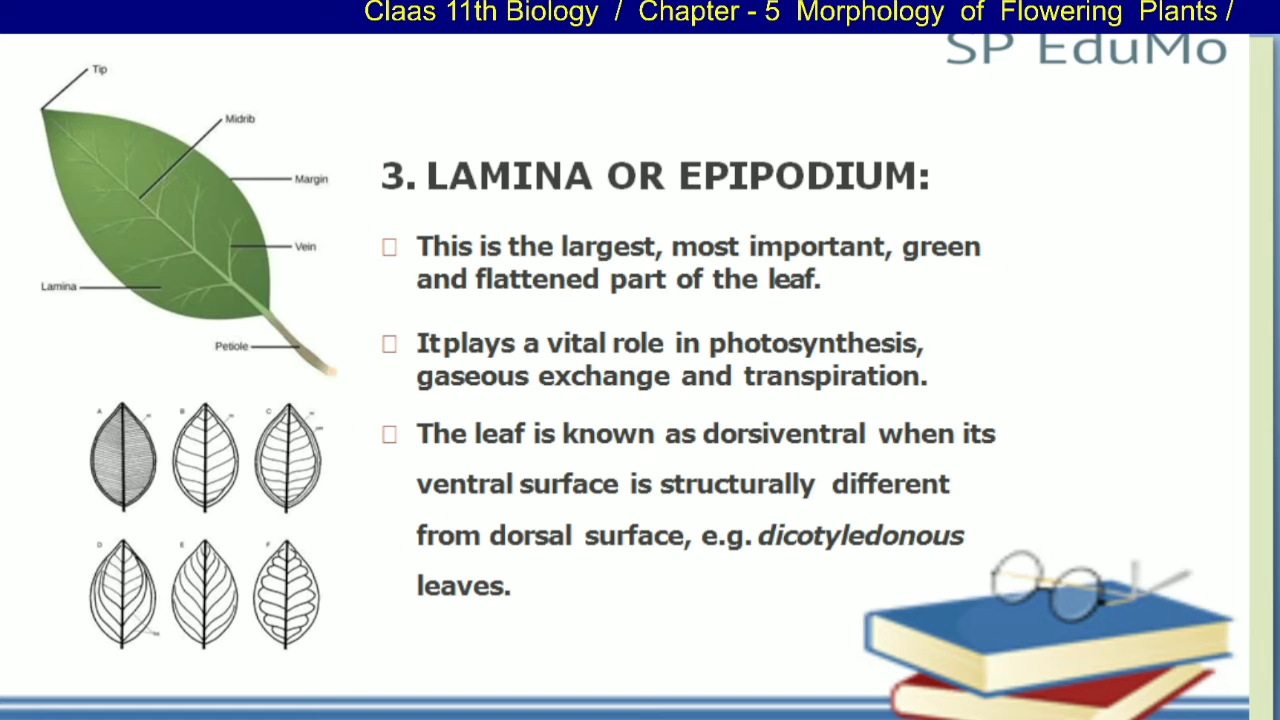 Claas 11th Biology / Chapter - 5 Morphology of Flowering Plants /
SP EduMo
Tip
Midrib
Margin
Vein
Lamina
Petiole
3. LAMINA OR EPIPODIUM:
This is the largest, most important, green
and flattened part of the leaf.
It plays a vital role in photosynthesis,
gaseous exchange and transpiration.
The leaf is known as dorsiventral when its
ventral surface is structurally different
from dorsal surface, e.g. dicotyledonous
leaves.
A B C
D E F